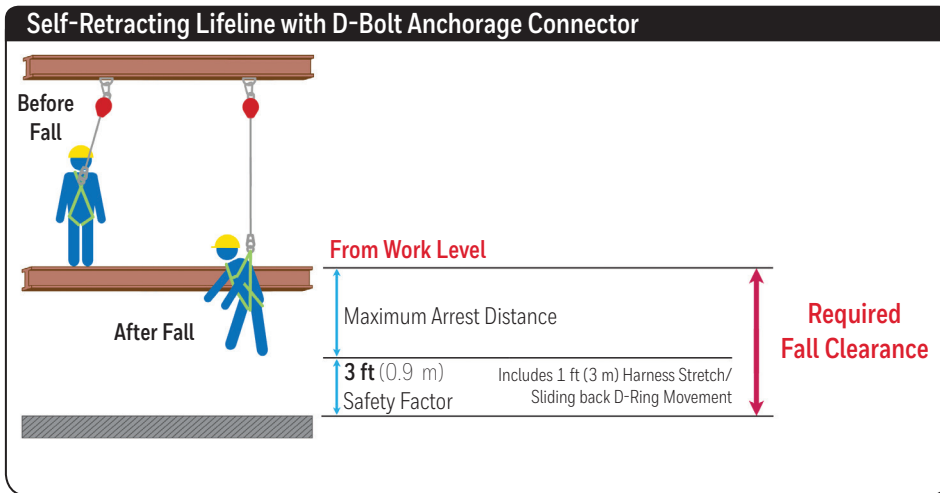 Self-Retracting Lifeline with D-Bolt Anchorage Connector
Before
Fall
From Work Level
After Fall
Maximum Arrest Distance
Required
Fall Clearance
3 ft (0.9 m)
Safety Factor
Includes 1 ft (3 m) Harness Stretch/
Sliding back D-Ring Movement